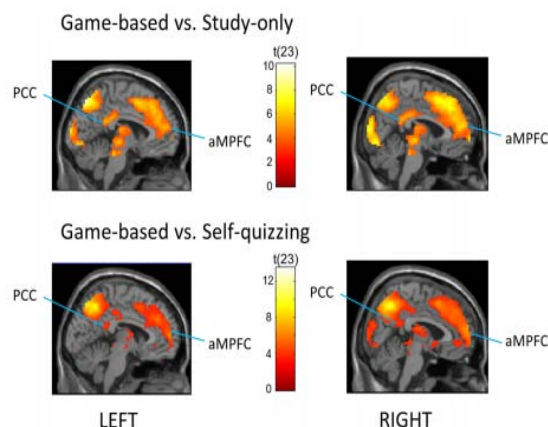 Game-based vs. Study-only
t(23)
10
8
6
4
2
0
PCC
aMPFC
PCC
aMPFC
Game-based vs. Self-quizzing
t(23)
12
8
4
0
PCC
aMPFC
PCC
aMPFC
LEFT
RIGHT